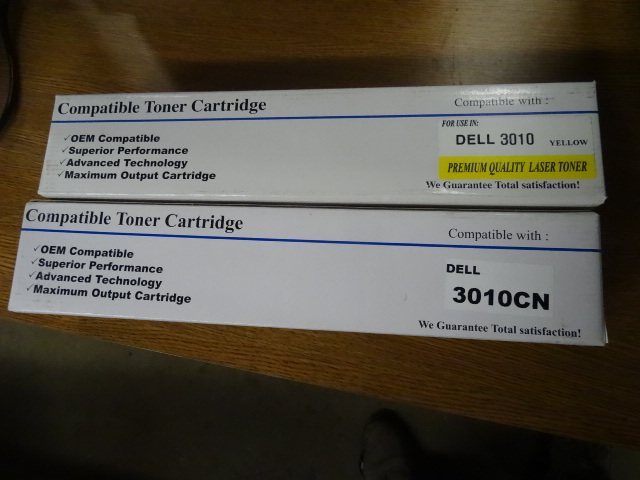 Compatible Toner Cartridge
Compatible with :
✓OEM Compatible
✓Superior Performance
✓Advanced Technology
✓Maximum Output Cartridge
FOR USE IN:
DELL 3010 YELLOW
PREMIUM QUALITY LASER TONER
We Guarantee Total satisfaction!
Compatible Toner Cartridge
Compatible with :
✓OEM Compatible
✓Superior Performance
✓Advanced Technology
✓Maximum Output Cartridge
DELL
3010CN
We Guarantee Total satisfaction!